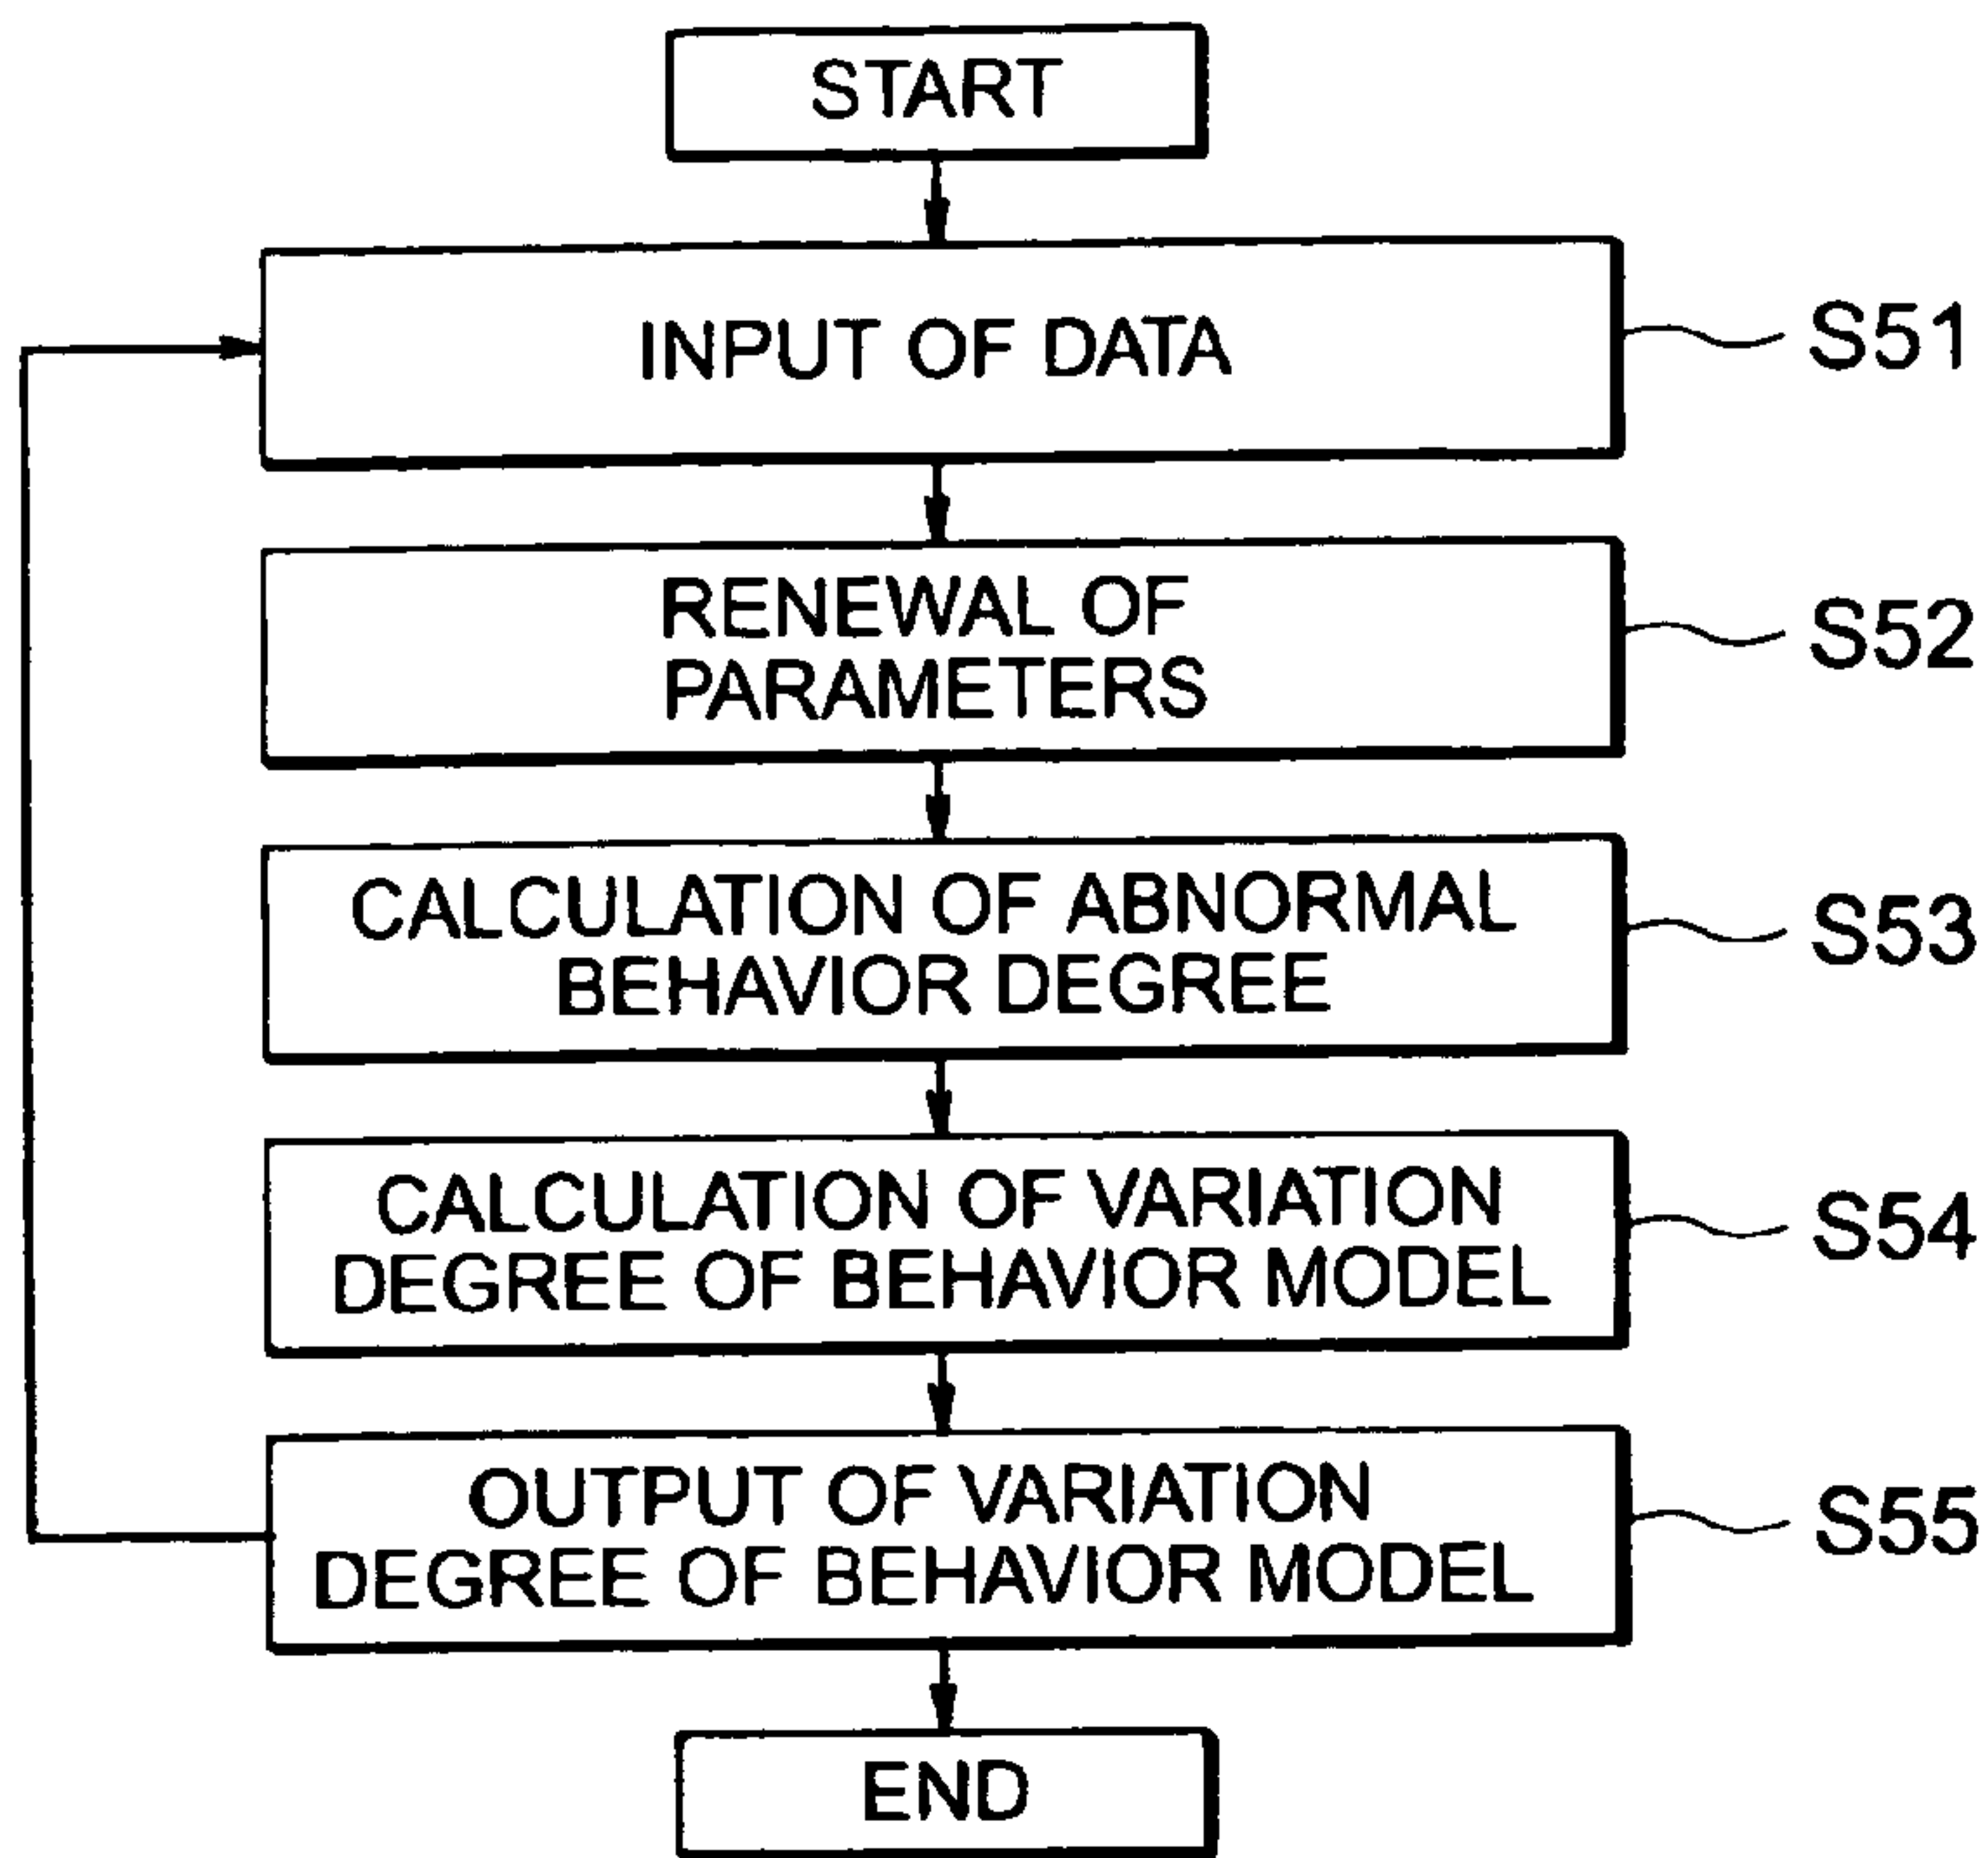 START
INPUT OF DATA
S51
RENEWAL OF
PARAMETERS
S52
CALCULATION OF ABNORMAL
BEHAVIOR DEGREE
S53
CALCULATION OF VARIATION
DEGREE OF BEHAVIOR MODEL
S54
OUTPUT OF VARIATION
DEGREE OF BEHAVIOR MODEL
S55
END